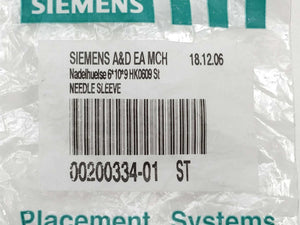 SIEMENS
SIEMENS A&D EA MCH 18.12.06
Nadelhuelse 6*10*9 HK0609 St
NEEDLE SLEEVE
00200334-01 ST
Placement Systems